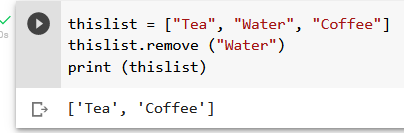 thislist = ["Tea", "Water", "Coffee"]
thislist.remove ("Water")
print (thislist)
['Tea', 'Coffee']